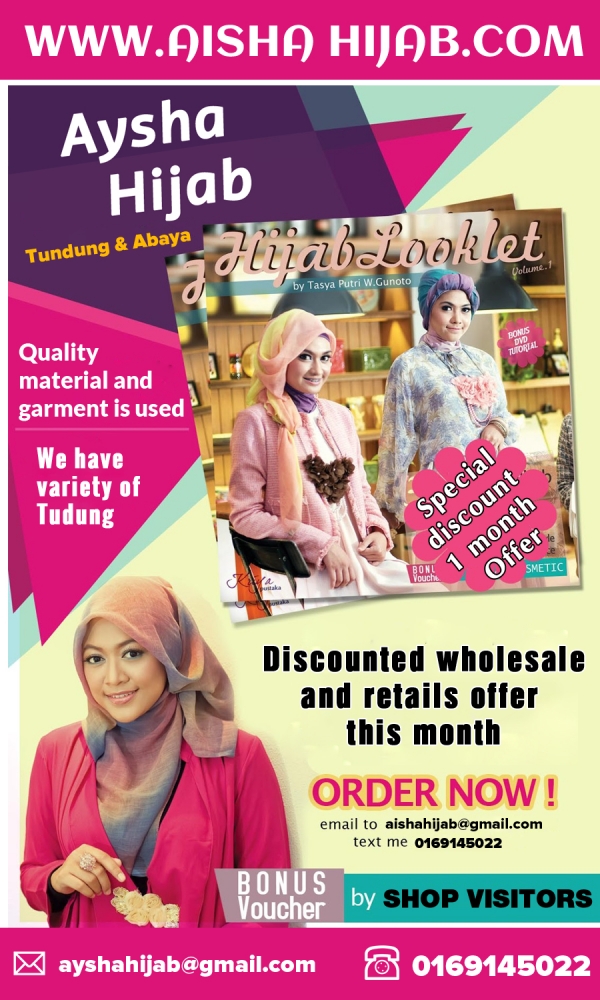 WWW.AISHA HIJAB.COM
Aysha
Hijab
Tundung & Abaya
Hijab Looklet
Volume.1
by Tasya Putri W.Gunoto
BONUS
DVD
TUTORIAL
Quality
material and
garment is used
We have
variety of
Tudung
Special
discount
1 month
Offer
SMETIC
Discounted wholesale
and retails offer
this month
ORDER NOW !
email to aishahijab@gmail.com
text me 0169145022
BONUS
Voucher
by SHOP VISITORS
ayshahijab@gmail.com
0169145022